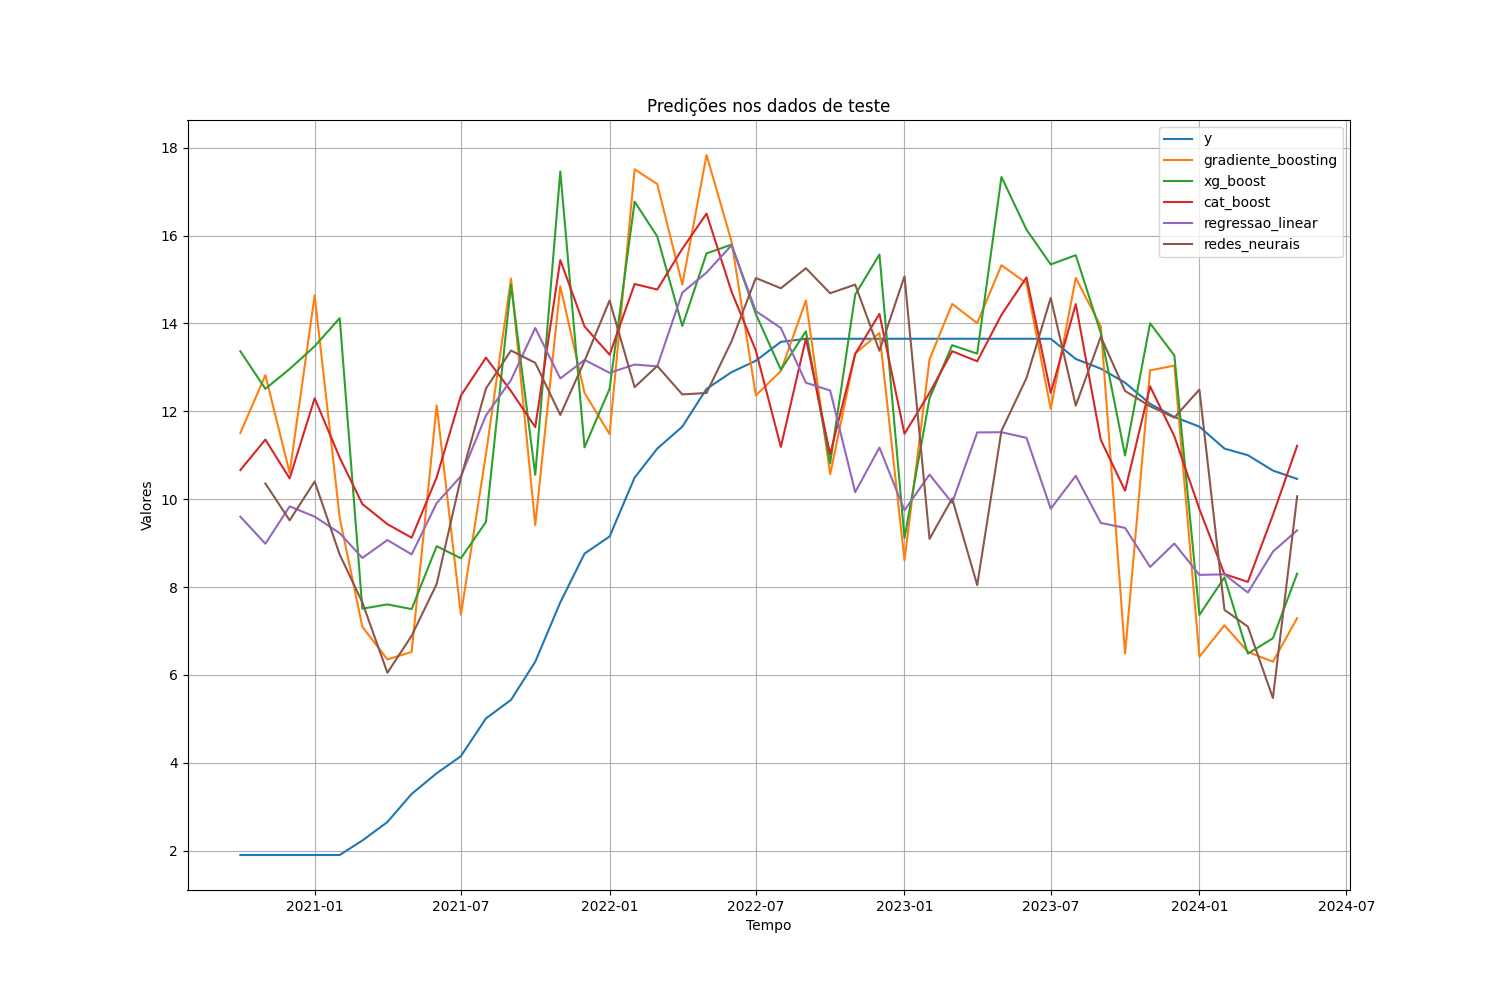 Predições nos dados de teste
y
gradiente_boosting
xg_boost
cat_boost
regressao_linear
redes_neurais
Valores
18
16
14
12
10
8
6
4
2
2021-01 2021-07 2022-01 2022-07 2023-01 2023-07 2024-01 2024-07
Tempo